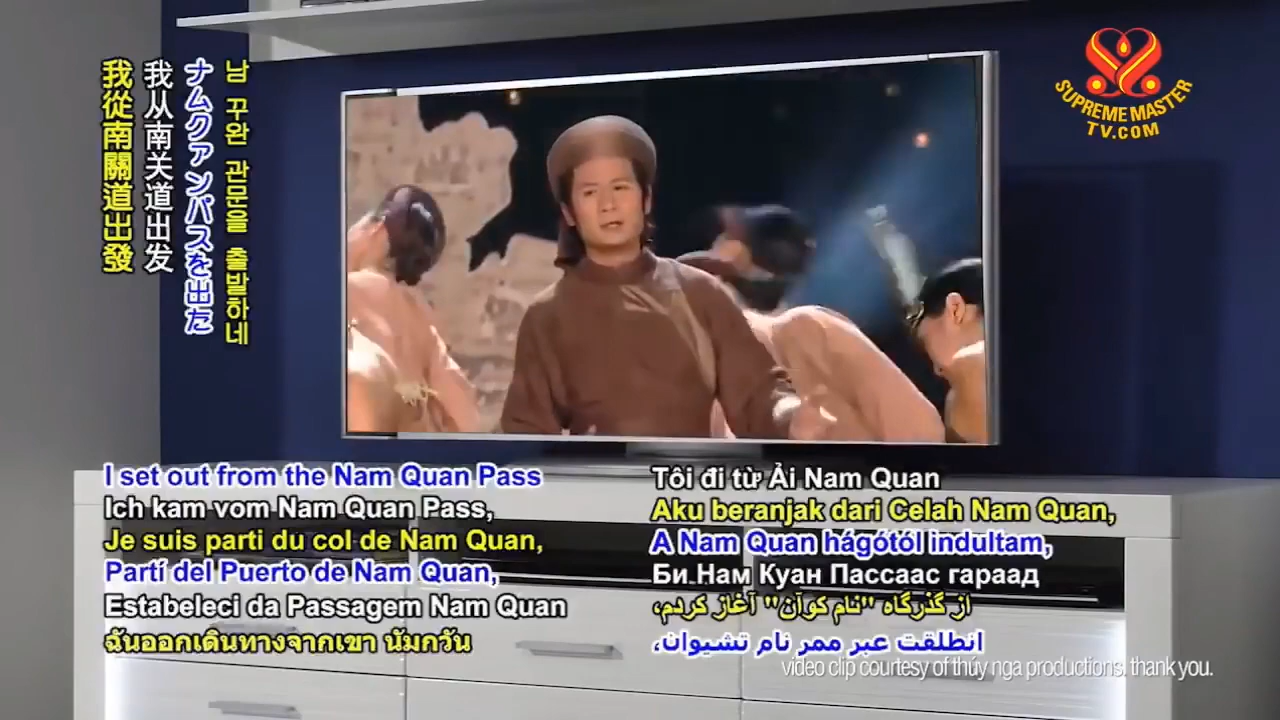 我從南關道出發
我从南关道出发
ナムクァンパスを出た
남 꾸완 관문을 출발하네
SUPREME MASTER
TV.COM
I set out from the Nam Quan Pass
Ich kam vom Nam Quan Pass,
Je suis parti du col de Nam Quan,
Partí del Puerto de Nam Quan,
Estabeleci da Passagem Nam Quan
ฉันออกเดินทางจากเขา นัมกวัน
Tôi đi từ Ải Nam Quan
Aku beranjak dari Celah Nam Quan,
A Nam Quan hágótól indultam,
Би Нам Куан Пассаас гараад
از گذرگاه "نام کوآن" آغاز کردم،
انطلقت عبر ممر نام تشيوان،
video clip courtesy of thúy nga productions. thank you.